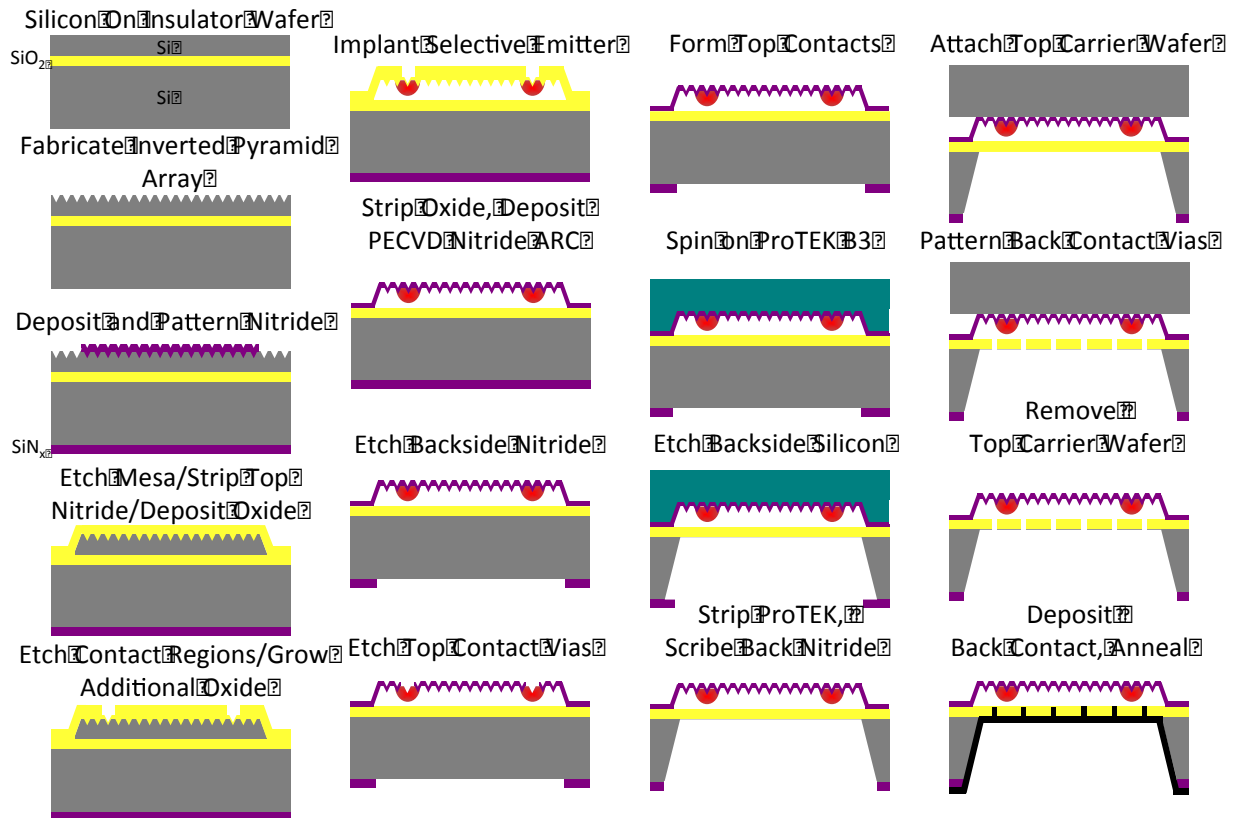 Silicon On Insulator Wafer
Si
SiO2
Si
Fabricate Inverted Pyramid
Array
Deposit and Pattern Nitride
SiNx
Etch Mesa/Strip Top
Nitride/Deposit Oxide
Etch Contact Regions/Grow
Additional Oxide
Implant Selective Emitter
Strip Oxide, Deposit
PECVD Nitride ARC
Etch Backside Nitride
Etch Top Contact Vias
Form Top Contacts
Spin on ProTEK B3
Etch Backside Silicon
Strip ProTEK,
Scribe Back Nitride
Attach Top Carrier Wafer
Pattern Back Contact Vias
Remove
Top Carrier Wafer
Deposit
Back Contact, Anneal